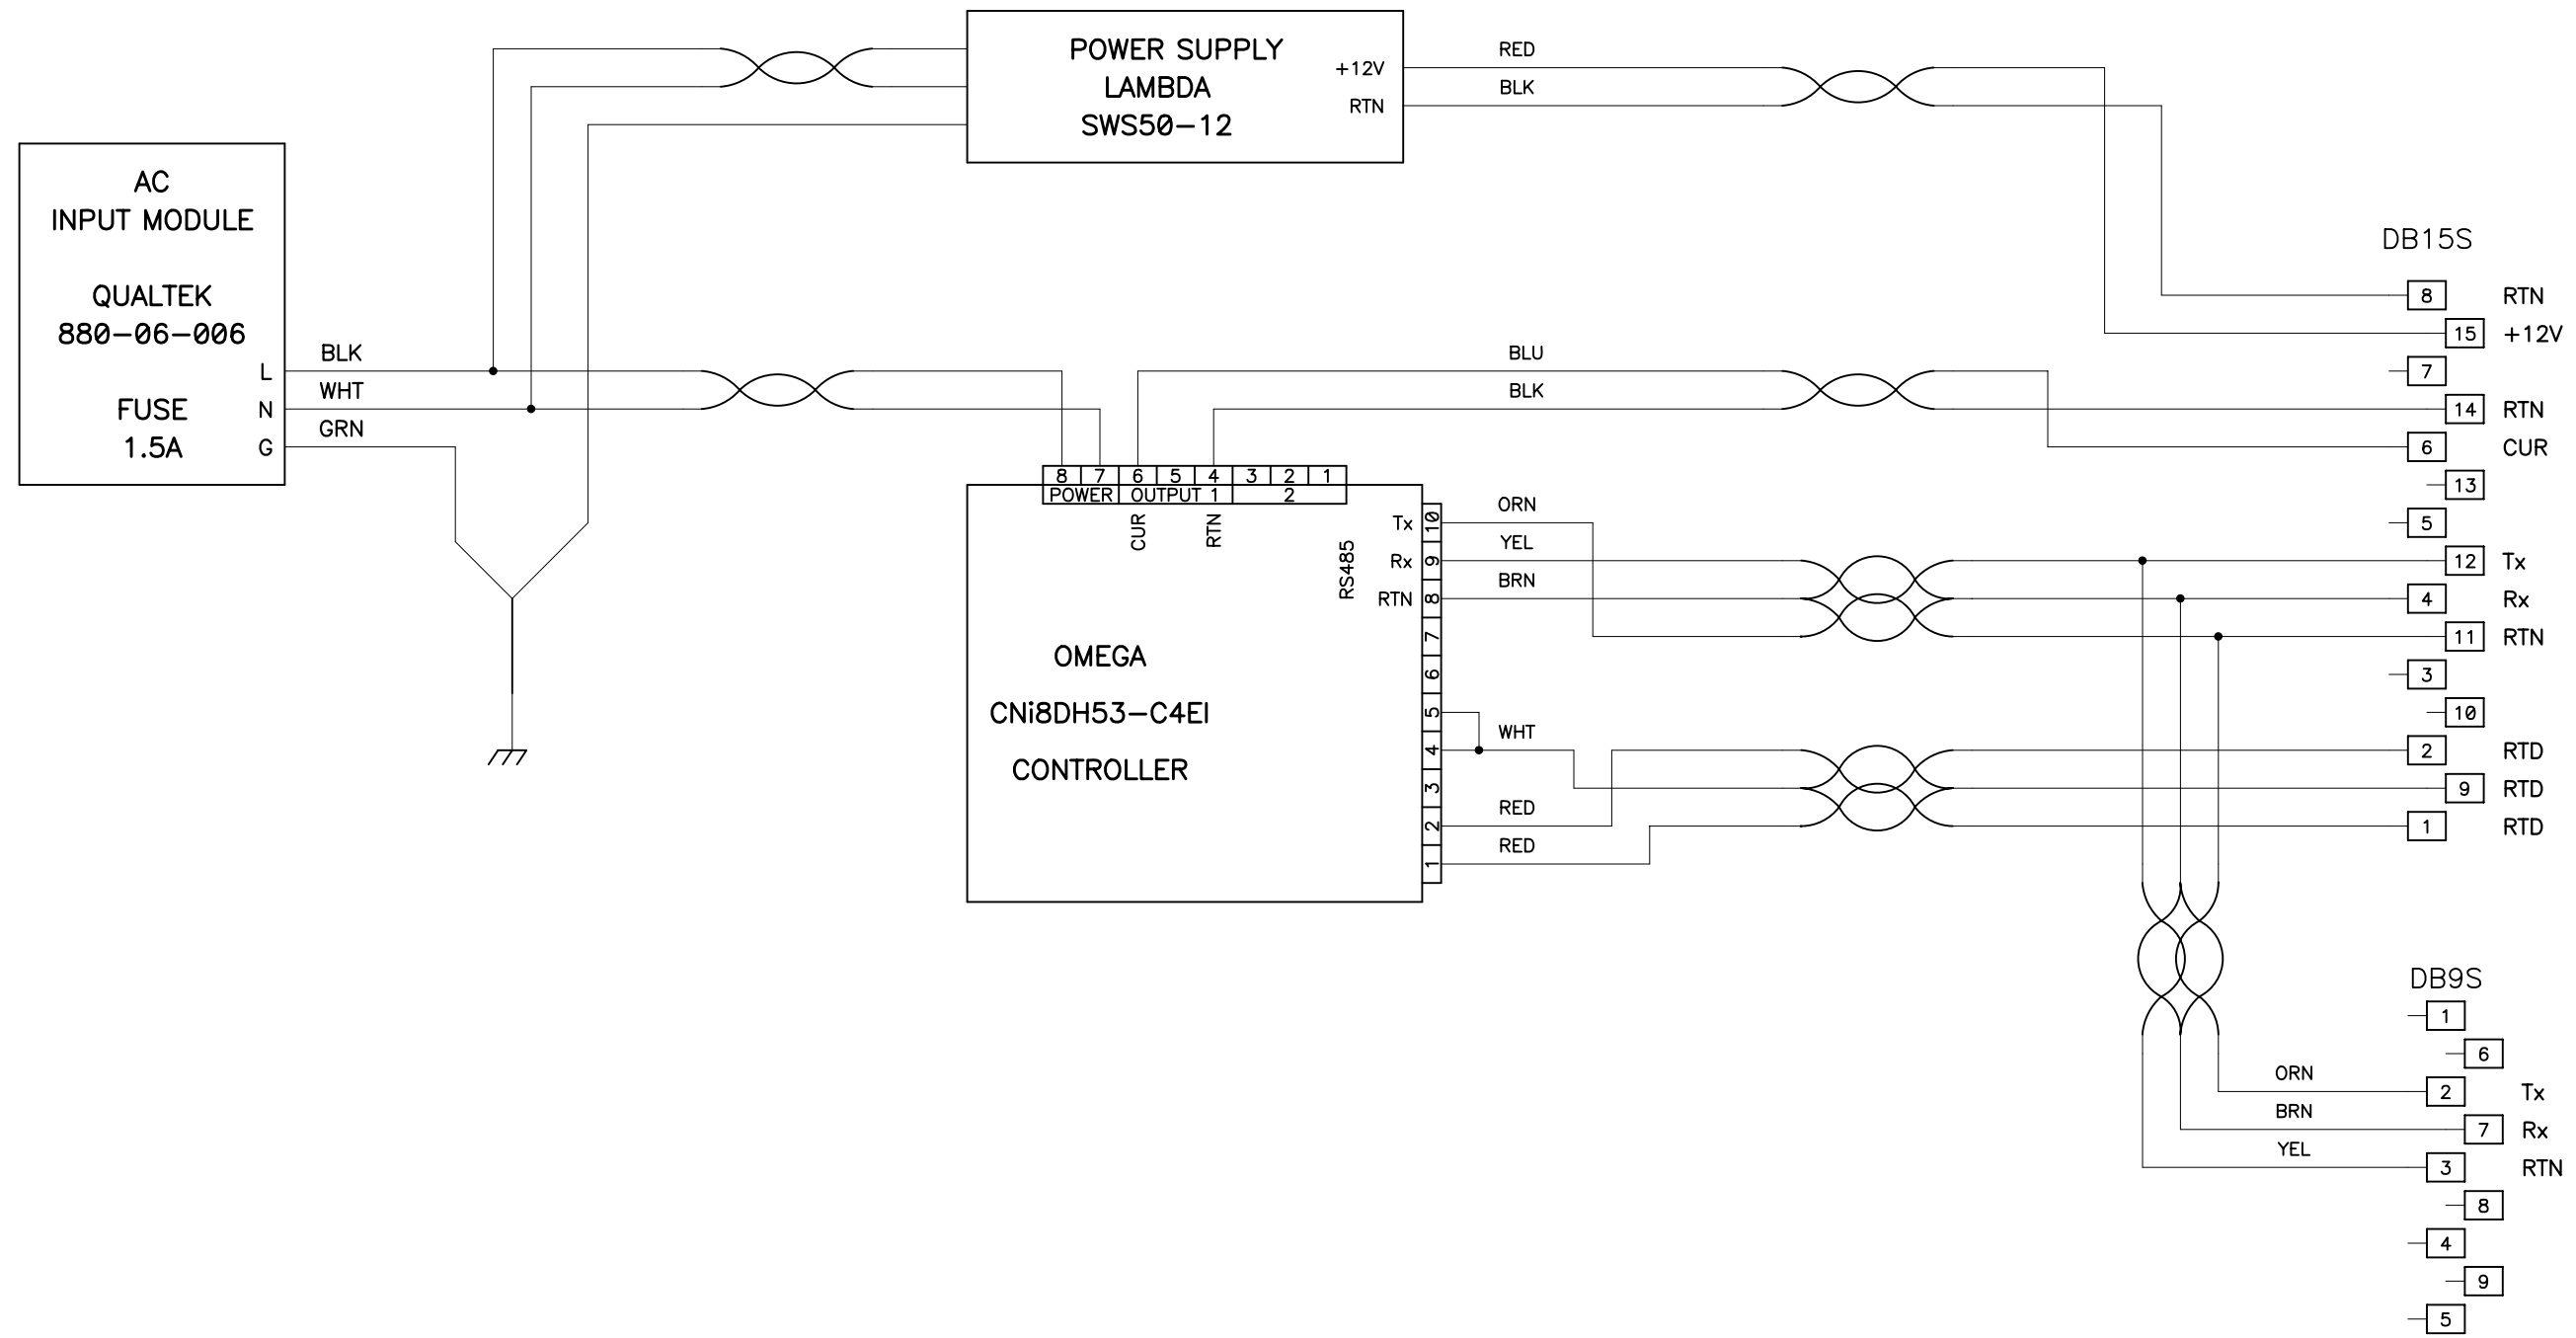 POWER SUPPLY
LAMBDA
SWS50-12
+12V
RTN
RED
BLK
AC
INPUT MODULE
QUALTEK
880-06-006
FUSE
1.5A
L
N
G
BLK
WHT
GRN
BLU
BLK
8 7 6 5 4 3 2 1
POWER OUTPUT 1 2
CUR
RTN
RS485
Tx 10
Rx 9
RTN 8
7
6
5
4
3
2
1
ORN
YEL
BRN
WHT
RED
RED
OMEGA
CNi8DH53-C4EI
CONTROLLER
DB15S
8 RTN
15 +12V
7
14 RTN
6 CUR
13
5
12 Tx
4 Rx
11 RTN
3
10
2 RTD
9 RTD
1 RTD
DB9S
1
6
ORN 2 Tx
BRN 7 Rx
YEL 3 RTN
8
4
9
5